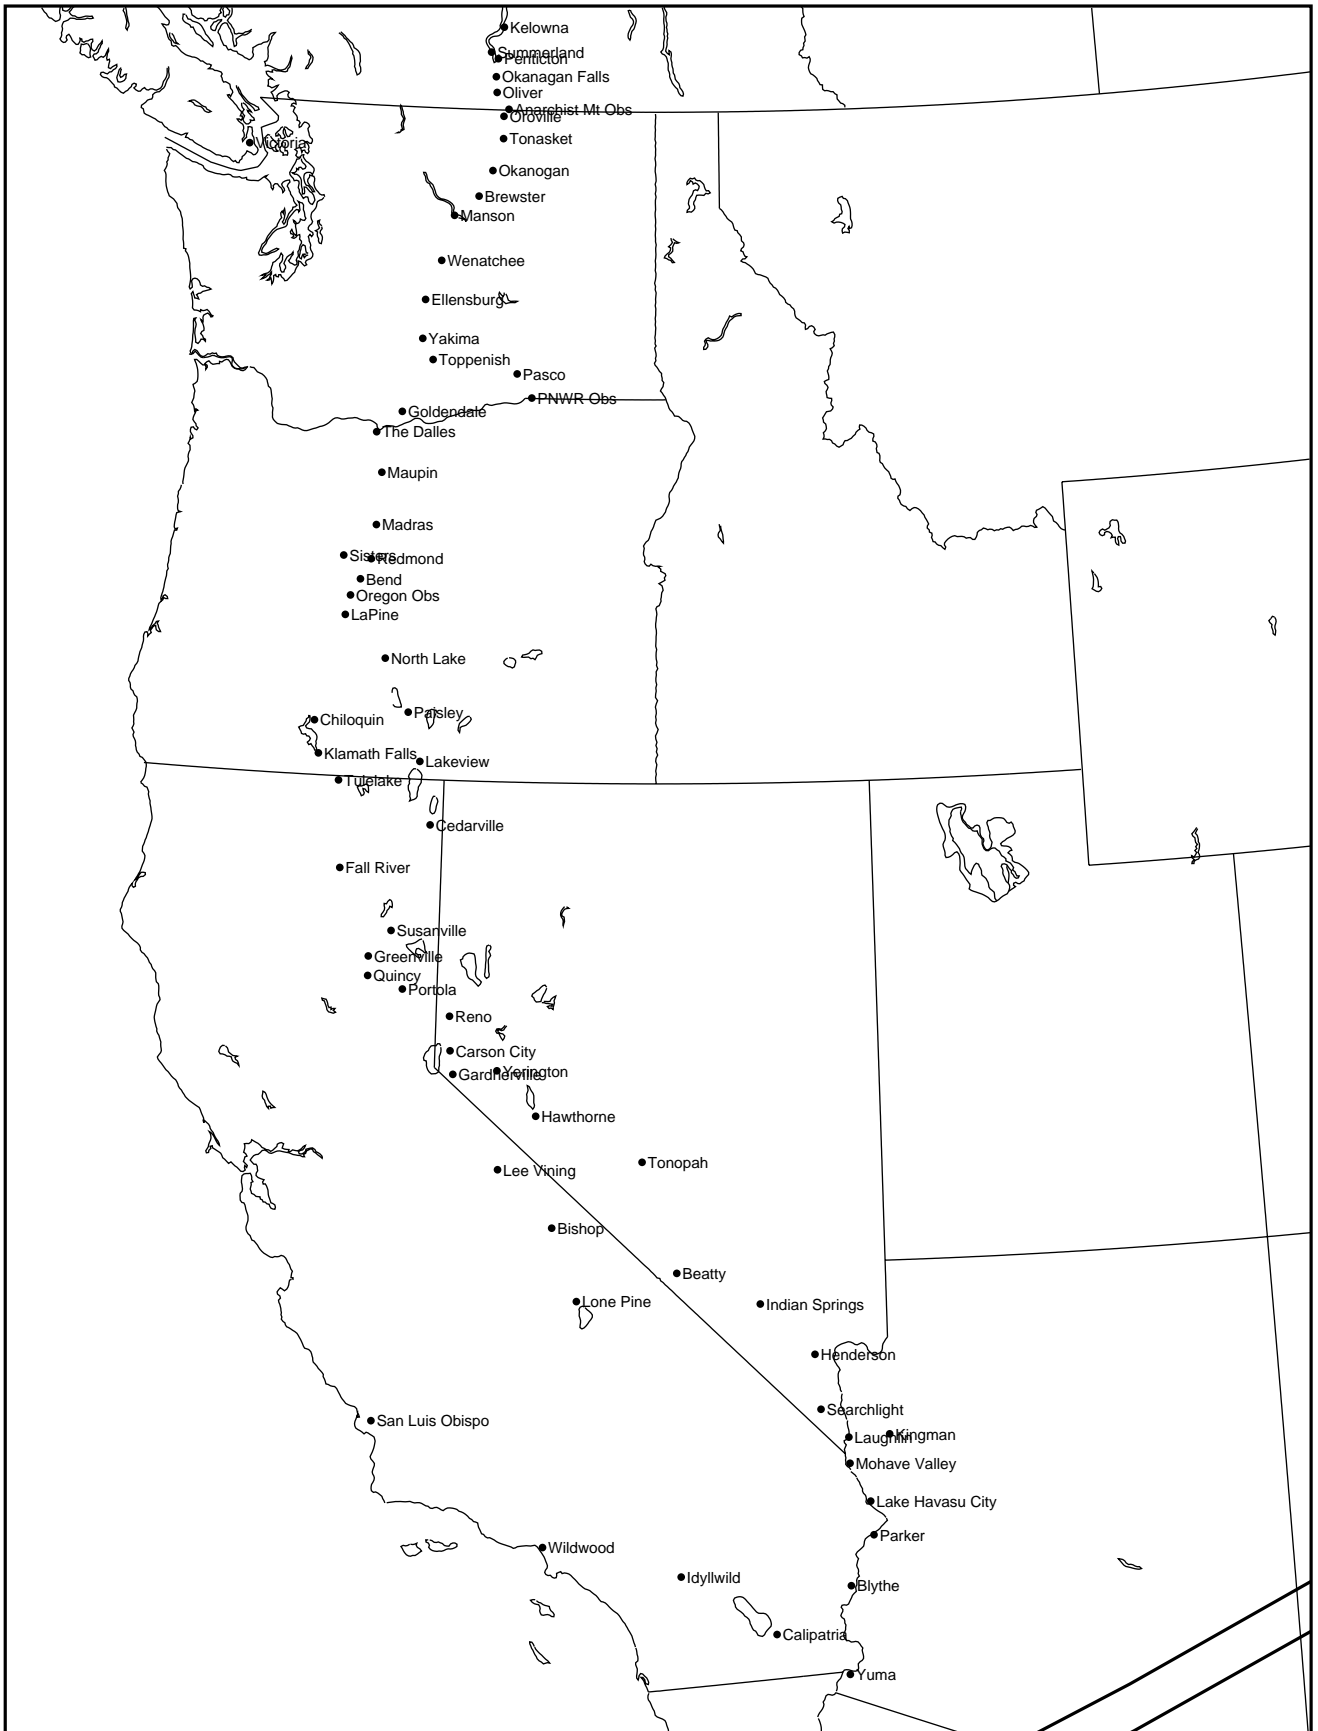 Kelowna
Summerland
Penticton
Okanagan Falls
Oliver
Anarchist Mt Obs
Oroville
Tonasket
Victoria
Okanogan
Brewster
Manson
Wenatchee
Ellensburg
Yakima
Toppenish
Pasco
PNWR Obs
Goldendale
The Dalles
Maupin
Madras
Sisters
Redmond
Bend
Oregon Obs
LaPine
North Lake
Paisley
Chiloquin
Klamath Falls
Lakeview
Tulelake
Cedarville
Fall River
Susanville
Greenville
Quincy
Portola
Reno
Carson City
Yerington
Gardnerville
Hawthorne
Tonopah
Lee Vining
Bishop
Beatty
Lone Pine
Indian Springs
Henderson
Searchlight
San Luis Obispo
Kingman
Laughlin
Mohave Valley
Lake Havasu City
Parker
Wildwood
Idyllwild
Blythe
Calipatria
Yuma